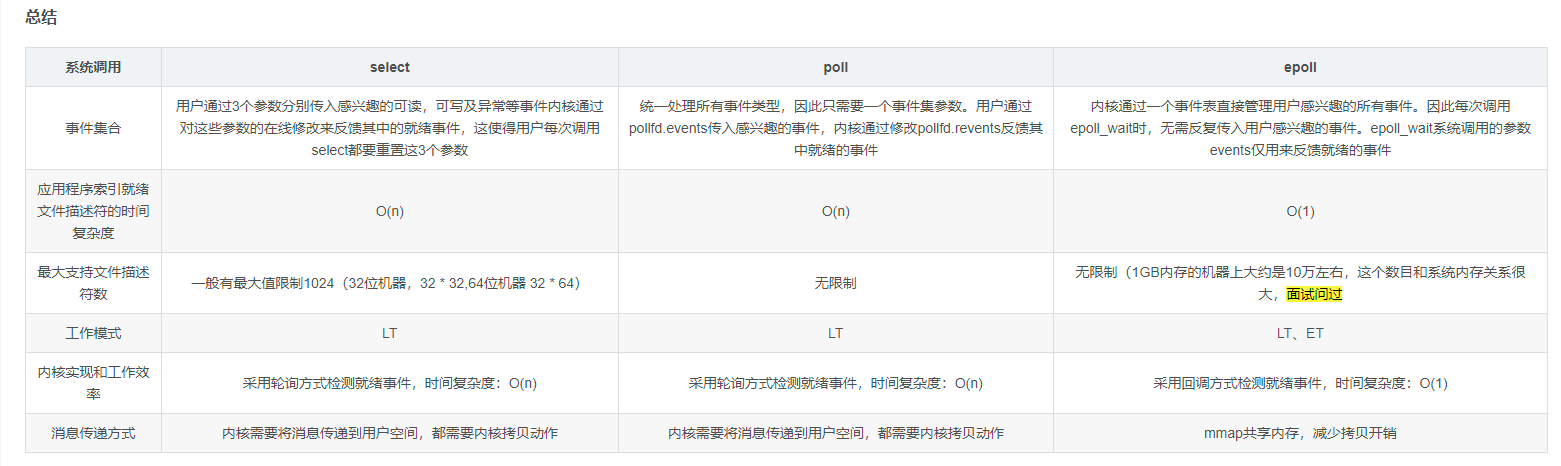 总结
系统调用
select
poll
epoll
事件集合
用户通过3个参数分别传入感兴趣的可读，可写及异常等事件内核通过
对这些参数的在线修改来反馈其中的就绪事件，这使得用户每次调用
select都要重置这3个参数
统一处理所有事件类型，因此只需要一个事件集参数。用户通过
pollfd.events传入感兴趣的事件，内核通过修改pollfd.revents反馈其
中就绪的事件
内核通过一个事件表直接管理用户感兴趣的所有事件。因此每次调用
epoll_wait时，无需反复传入用户感兴趣的事件。epoll_wait系统调用的参数
events仅用来反馈就绪的事件
应用程序索引就绪
文件描述符的时间
复杂度
O(n)
O(n)
O(1)
最大支持文件描述
符数
一般有最大值限制1024（32位机器，32 * 32,64位机器 32 * 64）
无限制
无限制（1GB内存的机器上大约是10万左右，这个数目和系统内存关系很
大，面试问过
工作模式
LT
LT
LT、ET
内核实现和工作效
率
采用轮询方式检测就绪事件，时间复杂度：O(n)
采用轮询方式检测就绪事件，时间复杂度：O(n)
采用回调方式检测就绪事件，时间复杂度：O(1)
消息传递方式
内核需要将消息传递到用户空间，都需要内核拷贝动作
内核需要将消息传递到用户空间，都需要内核拷贝动作
mmap共享内存，减少拷贝开销